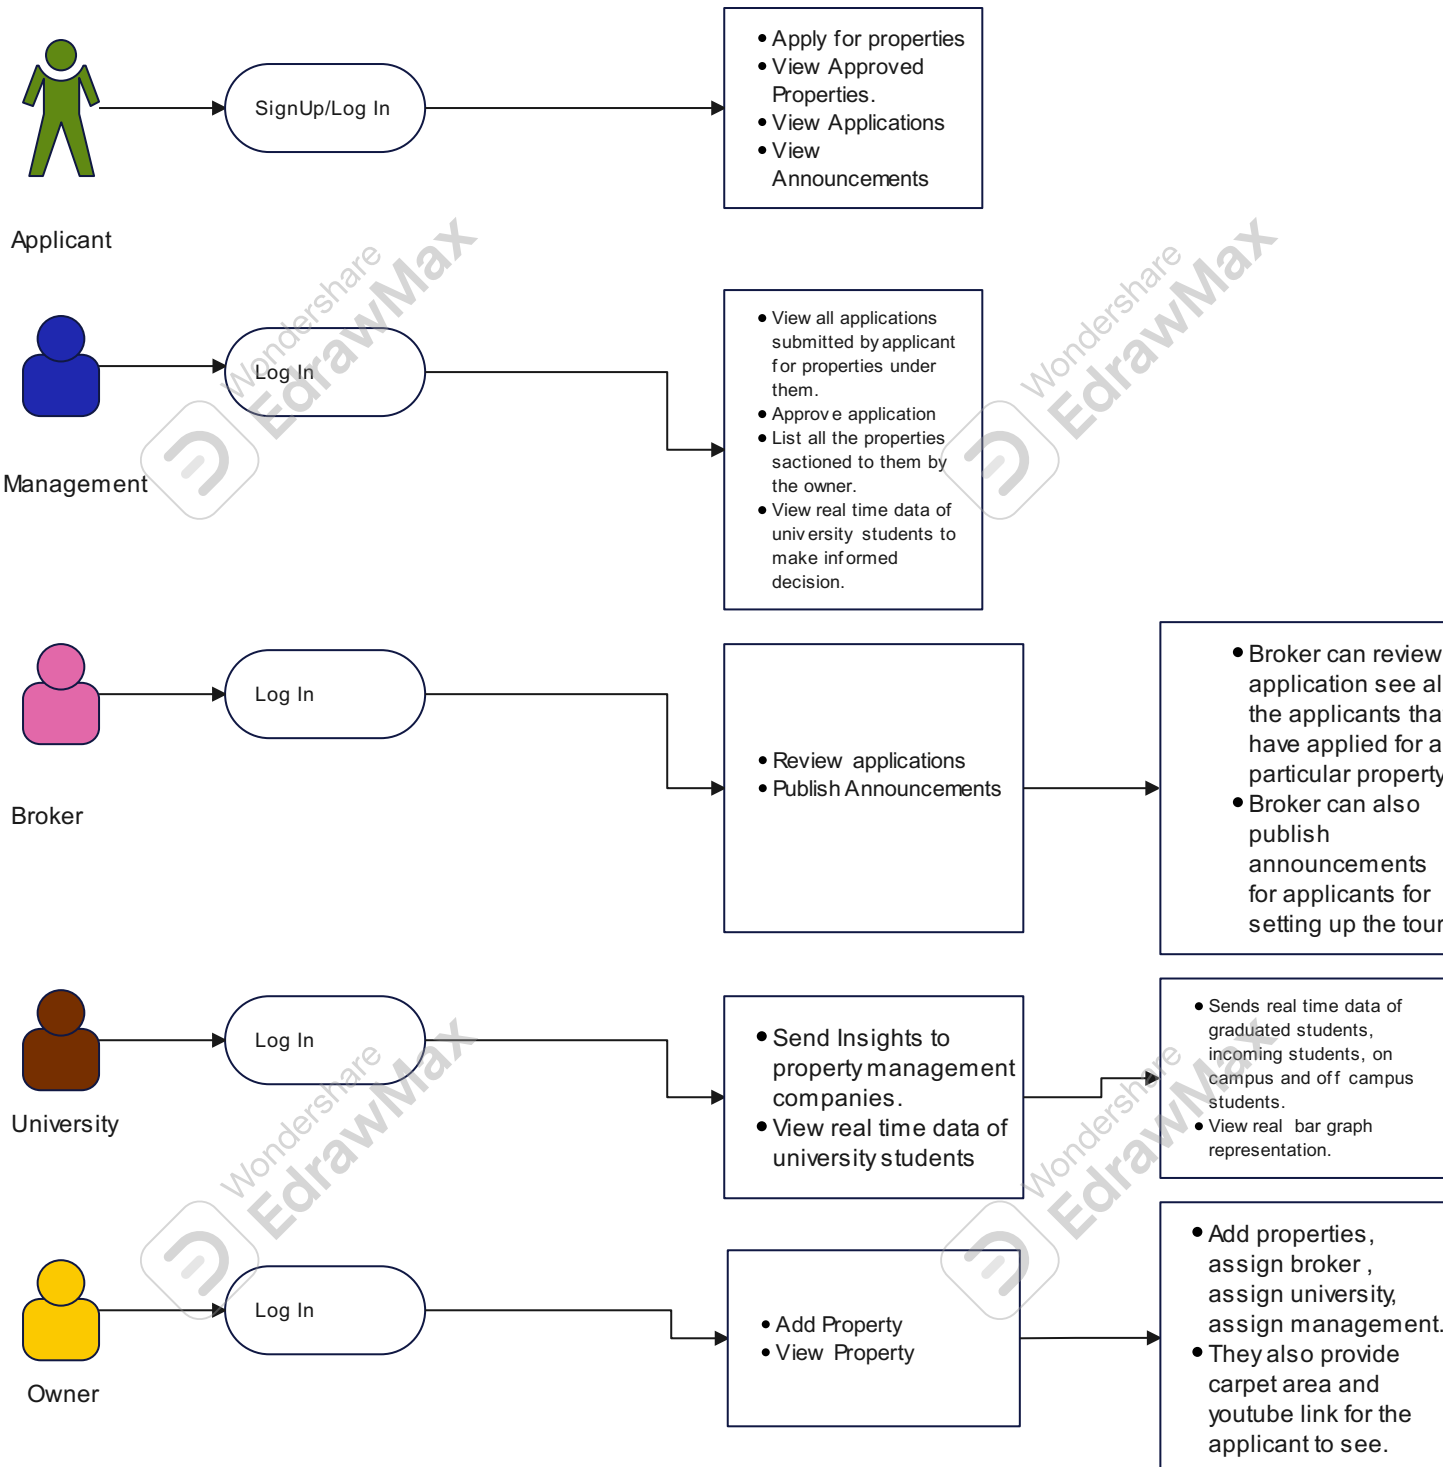 Apply for properties
View Approved
Properties.
View Applications
View
Announcements
SignUp/Log In
Applicant
View all applications
submitted by applicant
for properties under
them.
Approve application
List all the properties
sactioned to them by
the owner.
View real time data of
university students to
make informed
decision.
Log In
Management
Log In
Review applications
Publish Announcements
Broker can review
application see al
the applicants tha
have applied for a
particular property
Broker can also
publish
announcements
for applicants for
setting up the tour
Broker
Log In
Send Insights to
property management
companies.
View real time data of
university students
Sends real time data of
graduated students,
incoming students, on
campus and off campus
students.
View real bar graph
representation.
University
Log In
Add Property
View Property
Add properties,
assign broker ,
assign university,
assign management.
They also provide
carpet area and
youtube link for the
applicant to see.
Owner
Wondershare
EdrawMax
Wondershare
EdrawMax
Wondershare
EdrawMax
Wondershare
EdrawMax